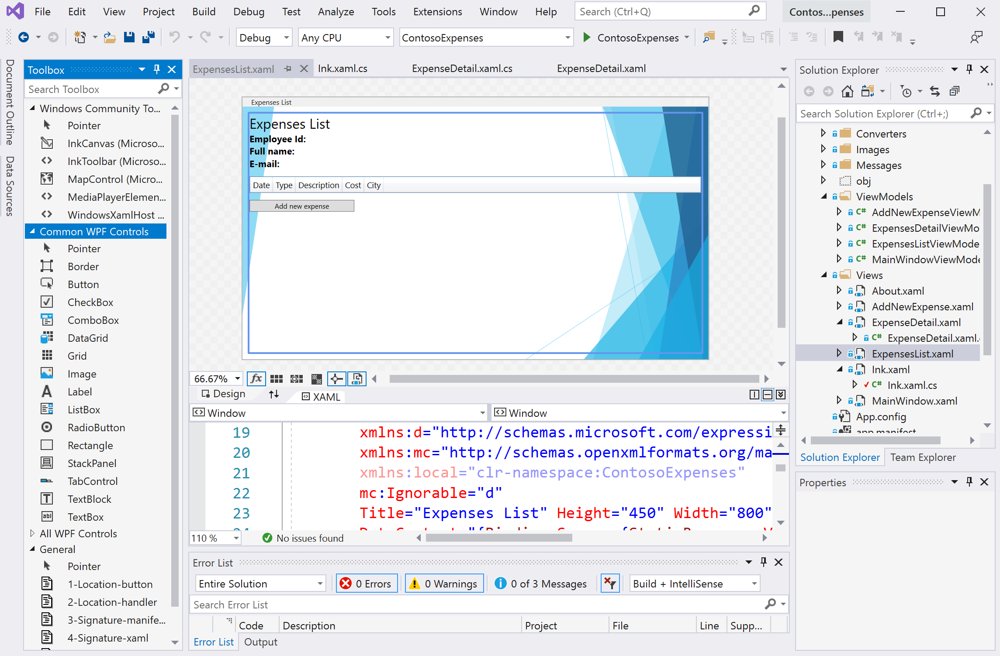 File Edit View Project Build Debug Test Analyze Tools Extensions Window Help Search (Ctrl+Q) Contos...penses
Debug Any CPU ContosoExpenses ContosoExpenses
Document Outline
Data Sources
Toolbox
Search Toolbox
Windows Community To...
Pointer
InkCanvas (Microso...
InkToolbar (Microso...
MapControl (Micro...
MediaPlayerElemen...
WindowsXamlHost ...
Common WPF Controls
Pointer
Border
Button
CheckBox
ComboBox
DataGrid
Grid
Image
Label
ListBox
RadioButton
Rectangle
StackPanel
TabControl
TextBlock
TextBox
All WPF Controls
General
Pointer
1-Location-button
2-Location-handler
3-Signature-manife...
4-Signature-xaml
ExpensesList.xaml Ink.xaml.cs ExpenseDetail.xaml.cs ExpenseDetail.xaml
Expenses List
Expenses List
Employee Id:
Full name:
E-mail:
Date Type Description Cost City
Add new expense
66.67% fx
Design XAML
Window Window
19 xmlns:d="http://schemas.microsoft.com/expressi
20 xmlns:mc="http://schemas.openxmlformats.org/ma
21 xmlns:local="clr-namespace:ContosoExpenses"
22 mc:Ignorable="d"
23 Title="Expenses List" Height="450" Width="800"
110 % No issues found
Error List
Entire Solution 0 Errors 0 Warnings 0 of 3 Messages Build + IntelliSense
Search Error List
Code Description Project File Line Supp...
Error List Output
Solution Explorer
Search Solution Explorer (Ctrl+;)
Converters
Images
Messages
obj
ViewModels
C# AddNewExpenseViewM
C# ExpensesDetailViewMo
C# ExpensesListViewMode
C# MainWindowViewMode
Views
About.xaml
AddNewExpense.xaml
ExpenseDetail.xaml
C# ExpenseDetail.xaml.
ExpensesList.xaml
Ink.xaml
C# Ink.xaml.cs
MainWindow.xaml
App.config
app.manifest
Solution Explorer Team Explorer
Properties